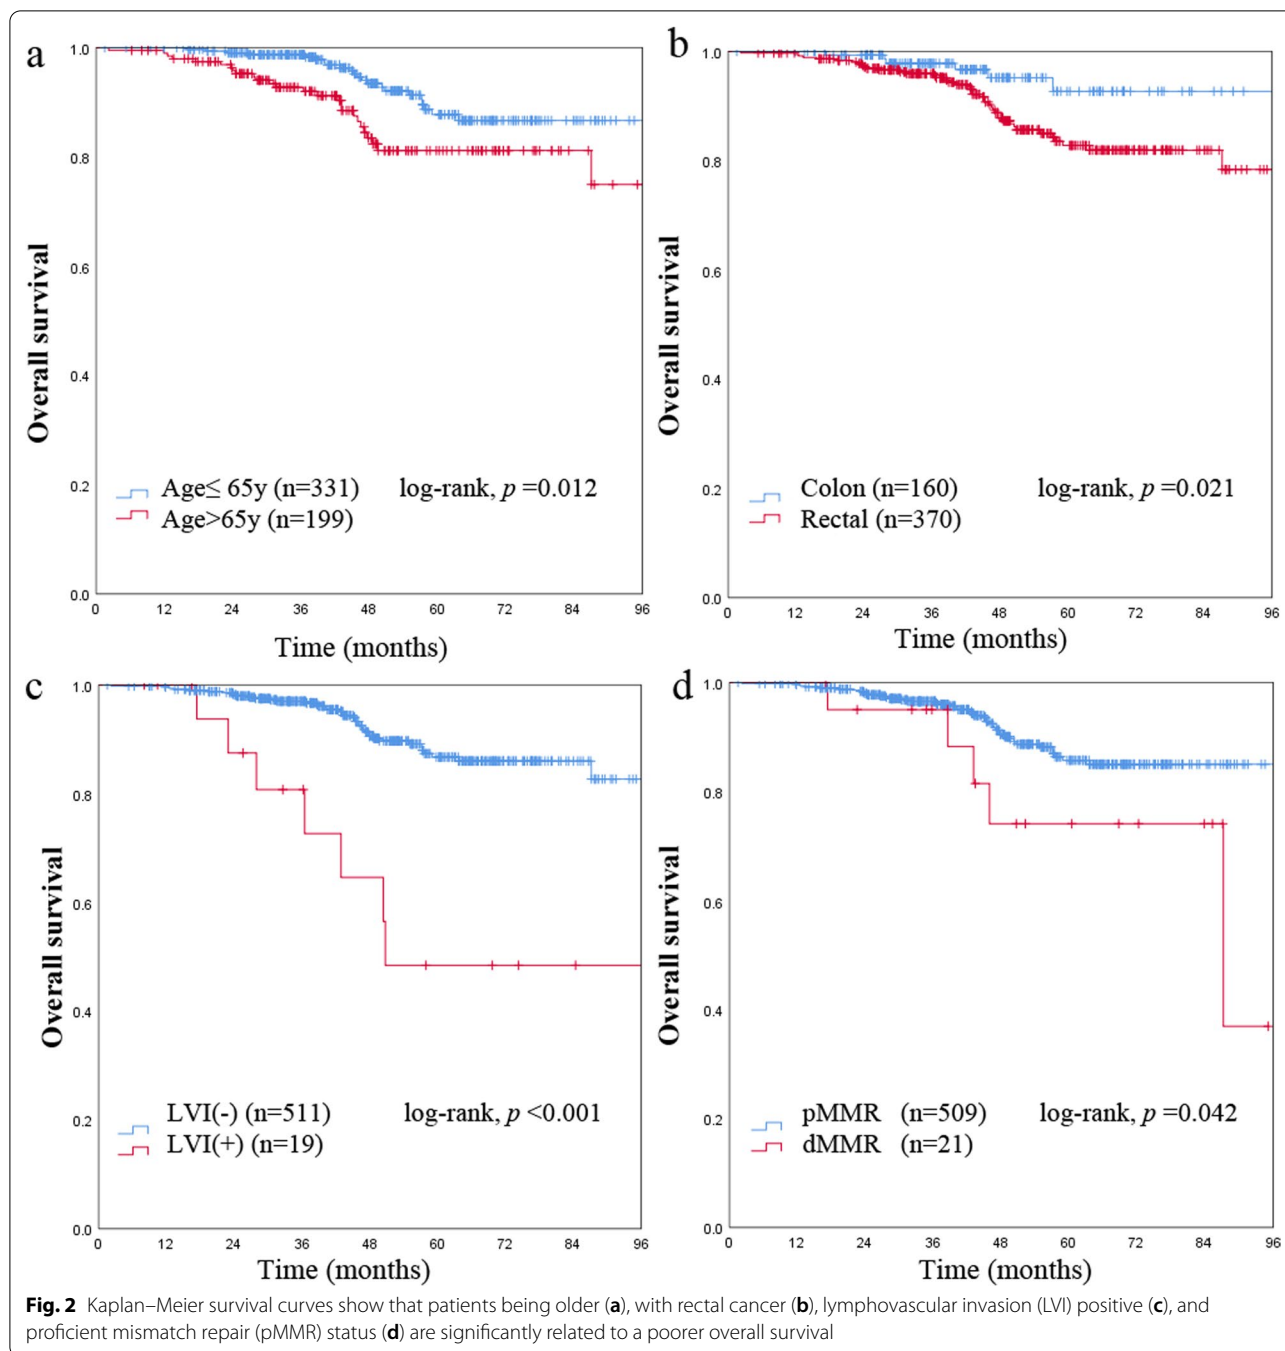 a
1.0
0.8
0.6
0.4
0.2
0.0
0 12 24 36 48 60 72 84 96
Overall survival
Time (months)
Age≤ 65y (n=331) log-rank, p =0.012
Age>65y (n=199)
b
1.0
0.8
0.6
0.4
0.2
0.0
0 12 24 36 48 60 72 84 96
Overall survival
Time (months)
Colon (n=160) log-rank, p =0.021
Rectal (n=370)
c
1.0
0.8
0.6
0.4
0.2
0.0
0 12 24 36 48 60 72 84 96
Overall survival
Time (months)
LVI(-) (n=511) log-rank, p <0.001
LVI(+) (n=19)
d
1.0
0.8
0.6
0.4
0.2
0.0
0 12 24 36 48 60 72 84 96
Overall survival
Time (months)
pMMR (n=509) log-rank, p =0.042
dMMR (n=21)
Fig. 2 Kaplan–Meier survival curves show that patients being older (a), with rectal cancer (b), lymphovascular invasion (LVI) positive (c), and
proficient mismatch repair (pMMR) status (d) are significantly related to a poorer overall survival